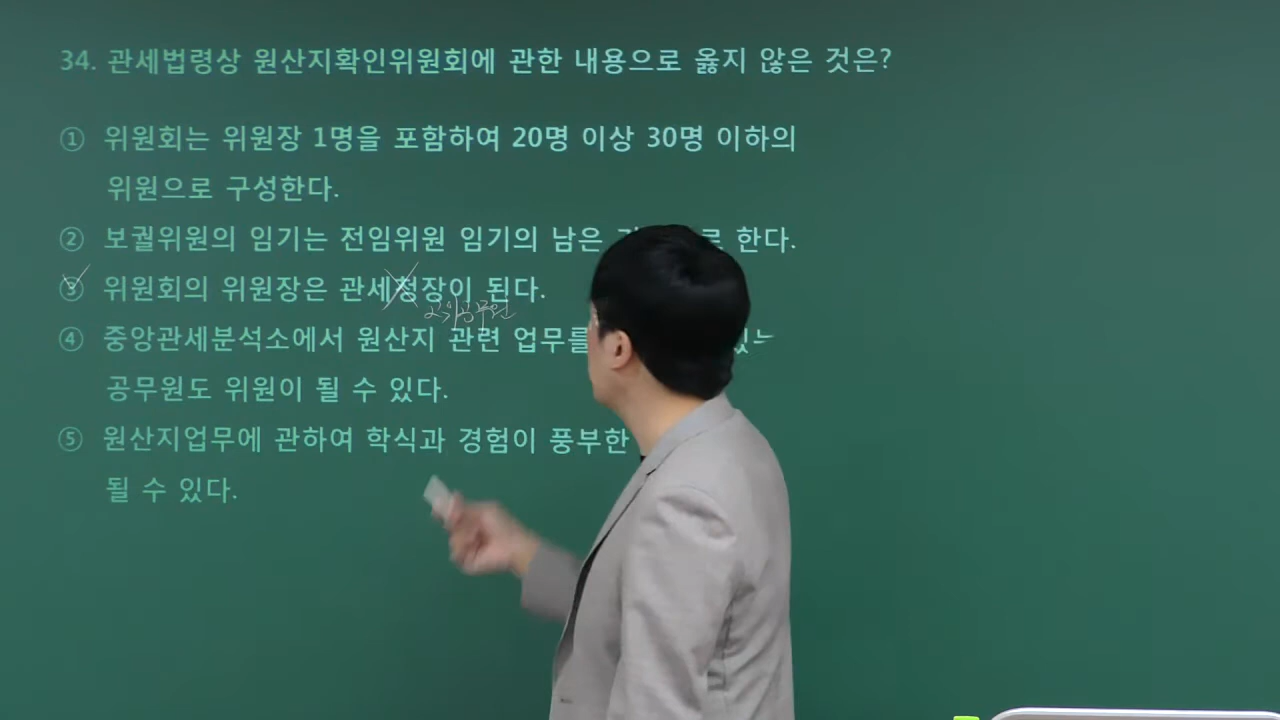 34. 관세법령상 원산지확인위원회에 관한 내용으로 옳지 않은 것은?
① 위원회는 위원장 1명을 포함하여 20명 이상 30명 이하의
위원으로 구성한다.
② 보궐위원의 임기는 전임위원 임기의 남은 한다.
③ 위원회의 위원장은 관세청장이 된다.
고위공무원
④ 중앙관세분석소에서 원산지 관련 업무를
공무원도 위원이 될 수 있다.
⑤ 원산지업무에 관하여 학식과 경험이 풍부한
될 수 있다.